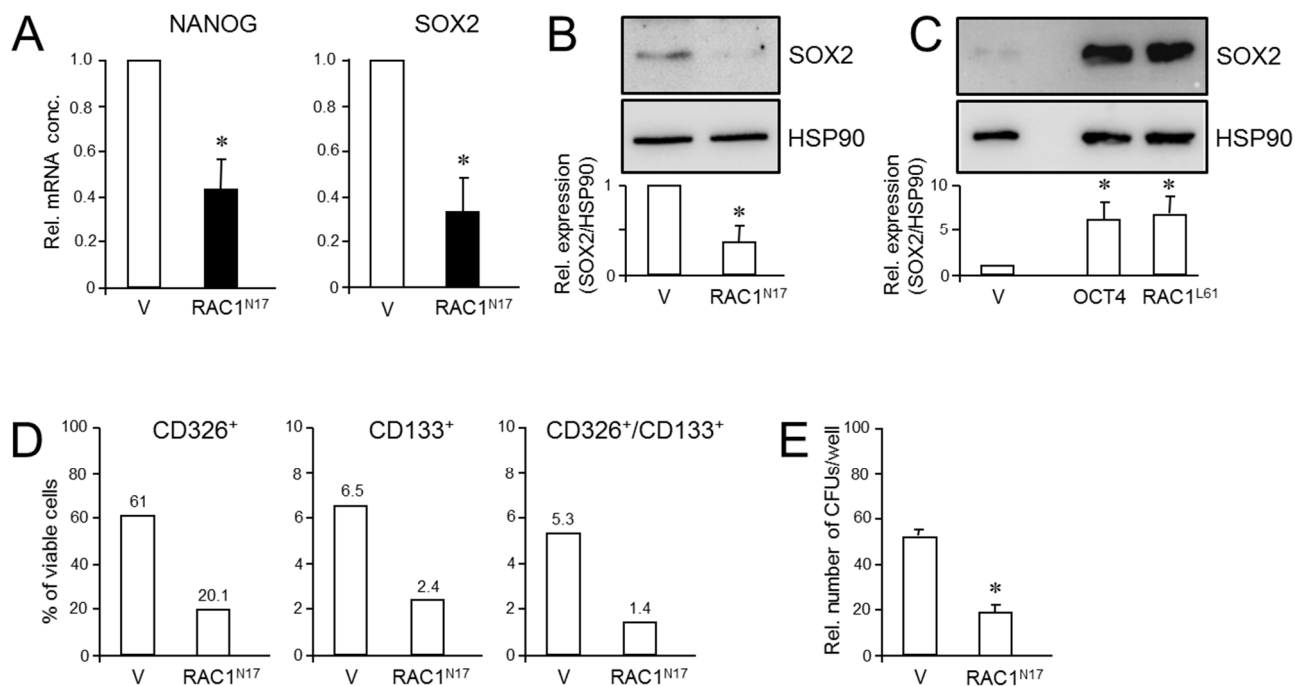 A
NANOG
SOX2
Rel. mRNA conc.
1.0
0.8
0.6
0.4
0.2
0
*
V
RAC1N17
1.0
0.8
0.6
0.4
0.2
0
*
V
RAC1N17
B
SOX2
HSP90
Rel. expression
(SOX2/HSP90)
1
0
*
V
RAC1N17
C
SOX2
HSP90
Rel. expression
(SOX2/HSP90)
10
5
0
*
*
V
OCT4
RAC1L61
D
% of viable cells
CD326+
100
80
60
40
20
0
61
20.1
V
RAC1N17
CD133+
10
8
6
4
2
0
6.5
2.4
V
RAC1N17
CD326+/CD133+
10
8
6
4
2
0
5.3
1.4
V
RAC1N17
E
Rel. number of CFUs/well
100
80
60
40
20
0
*
V
RAC1N17